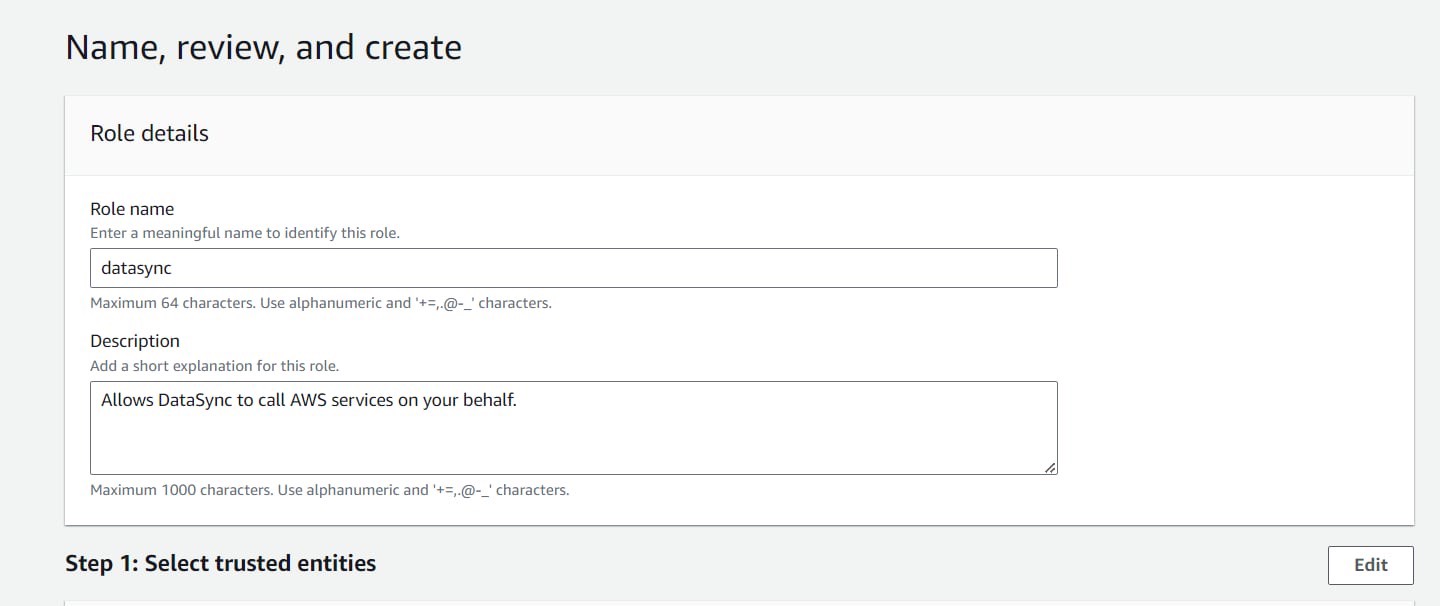 Name, review, and create
Role details
Role name
Enter a meaningful name to identify this role.
datasync
Maximum 64 characters. Use alphanumeric and '+=,.@-_' characters.
Description
Add a short explanation for this role.
Allows DataSync to call AWS services on your behalf.
Maximum 1000 characters. Use alphanumeric and '+=,.@-_' characters.
Step 1: Select trusted entities
Edit